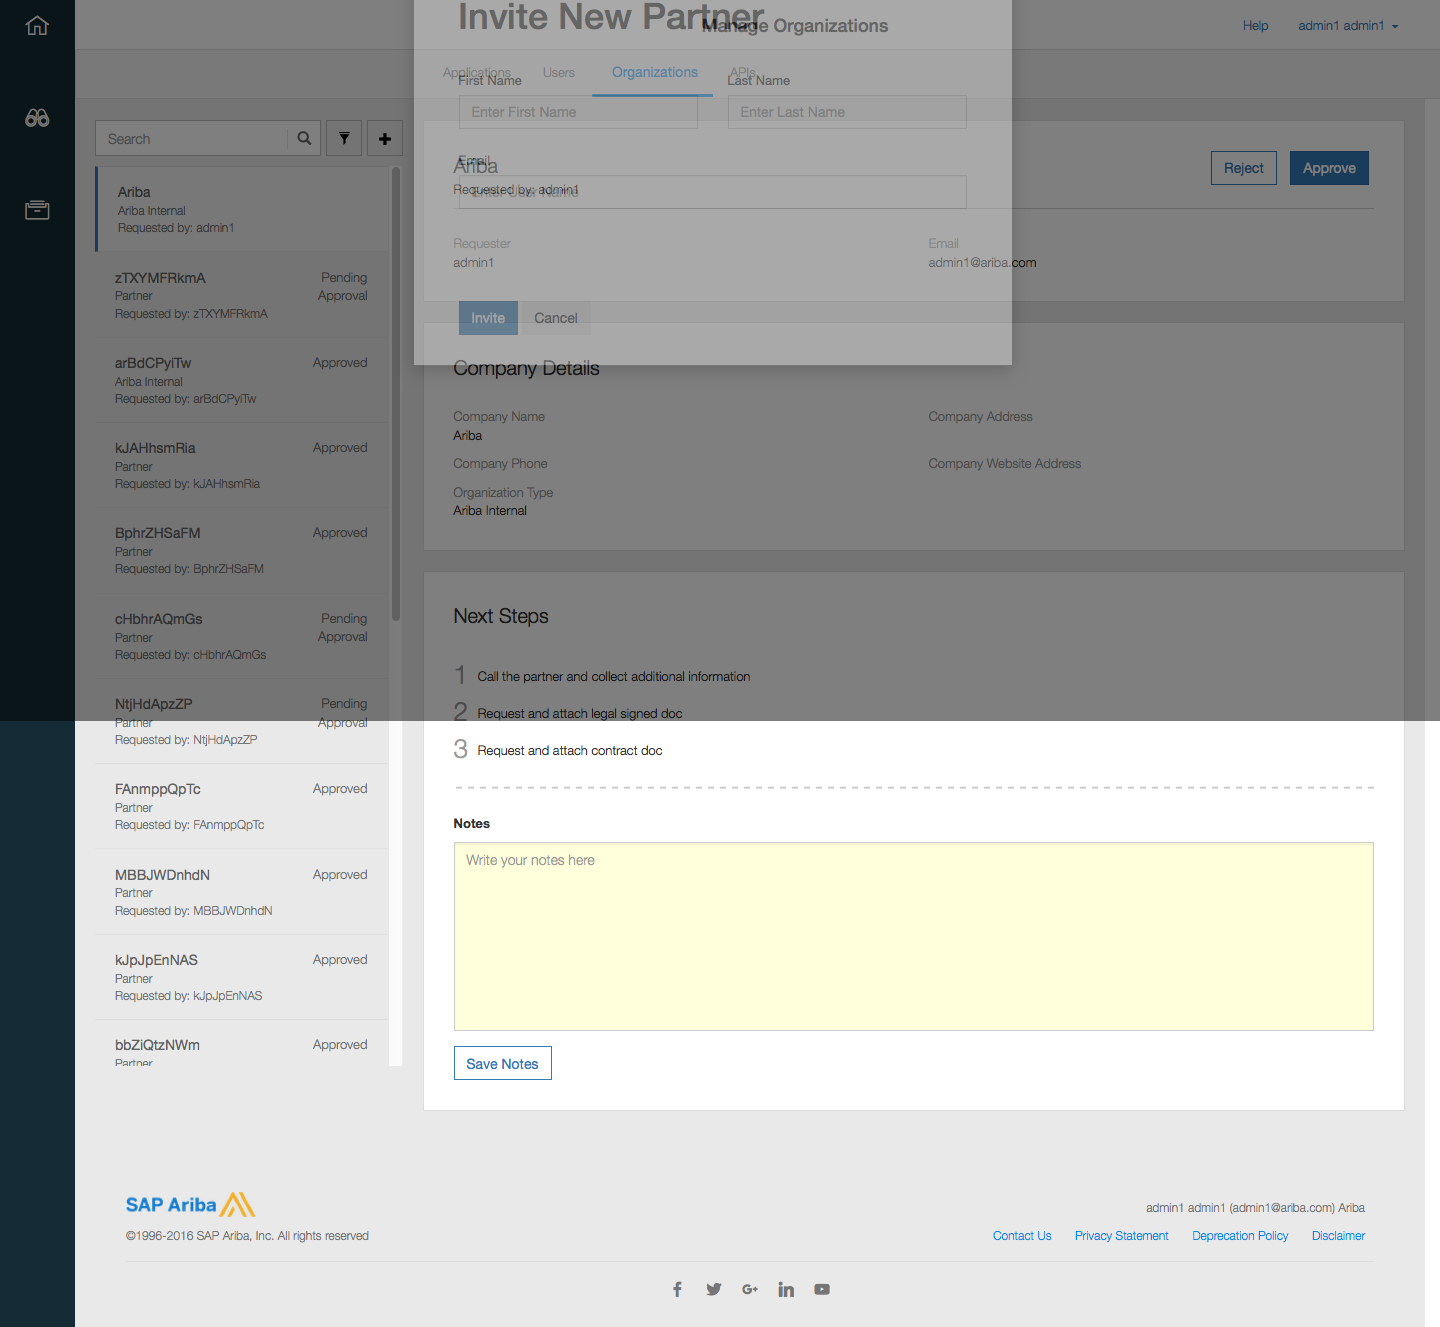 Invite New Partner
Manage Organizations
Help
admin1 admin1
Applications
Users
Organizations
APIs
First Name
Last Name
Enter First Name
Enter Last Name
Search
Email
Ariba
Requested by: admin1
Enter User Name
Reject
Approve
Requester
admin1
Email
admin1@ariba.com
Invite
Cancel
Ariba
Ariba Internal
Requested by: admin1
zTXYMFRkmA
Pending Approval
Partner
Requested by: zTXYMFRkmA
arBdCPyiTw
Approved
Ariba Internal
Requested by: arBdCPyiTw
kJAHhsmRia
Approved
Partner
Requested by: kJAHhsmRia
BphrZHSaFM
Approved
Partner
Requested by: BphrZHSaFM
cHbhrAQmGs
Pending Approval
Partner
Requested by: cHbhrAQmGs
NtjHdApzZP
Pending Approval
Partner
Requested by: NtjHdApzZP
FAnmppQpTc
Approved
Partner
Requested by: FAnmppQpTc
MBBJWDnhdN
Approved
Partner
Requested by: MBBJWDnhdN
kJpJpEnNAS
Approved
Partner
Requested by: kJpJpEnNAS
bbZiQtzNWm
Approved
Partner
Company Details
Company Name
Ariba
Company Address
Company Phone
Company Website Address
Organization Type
Ariba Internal
Next Steps
1 Call the partner and collect additional information
2 Request and attach legal signed doc
3 Request and attach contract doc
Notes
Write your notes here
Save Notes
SAP Ariba
©1996-2016 SAP Ariba, Inc. All rights reserved
admin1 admin1 (admin1@ariba.com) Ariba
Contact Us
Privacy Statement
Deprecation Policy
Disclaimer